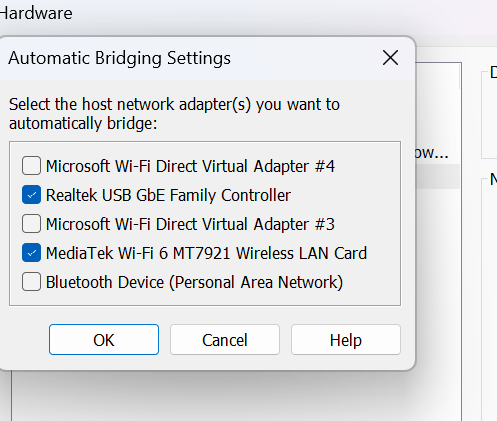 Hardware
Automatic Bridging Settings
Select the host network adapter(s) you want to
automatically bridge:
Microsoft Wi-Fi Direct Virtual Adapter #4
Realtek USB GbE Family Controller
Microsoft Wi-Fi Direct Virtual Adapter #3
MediaTek Wi-Fi 6 MT7921 Wireless LAN Card
Bluetooth Device (Personal Area Network)
OK
Cancel
Help